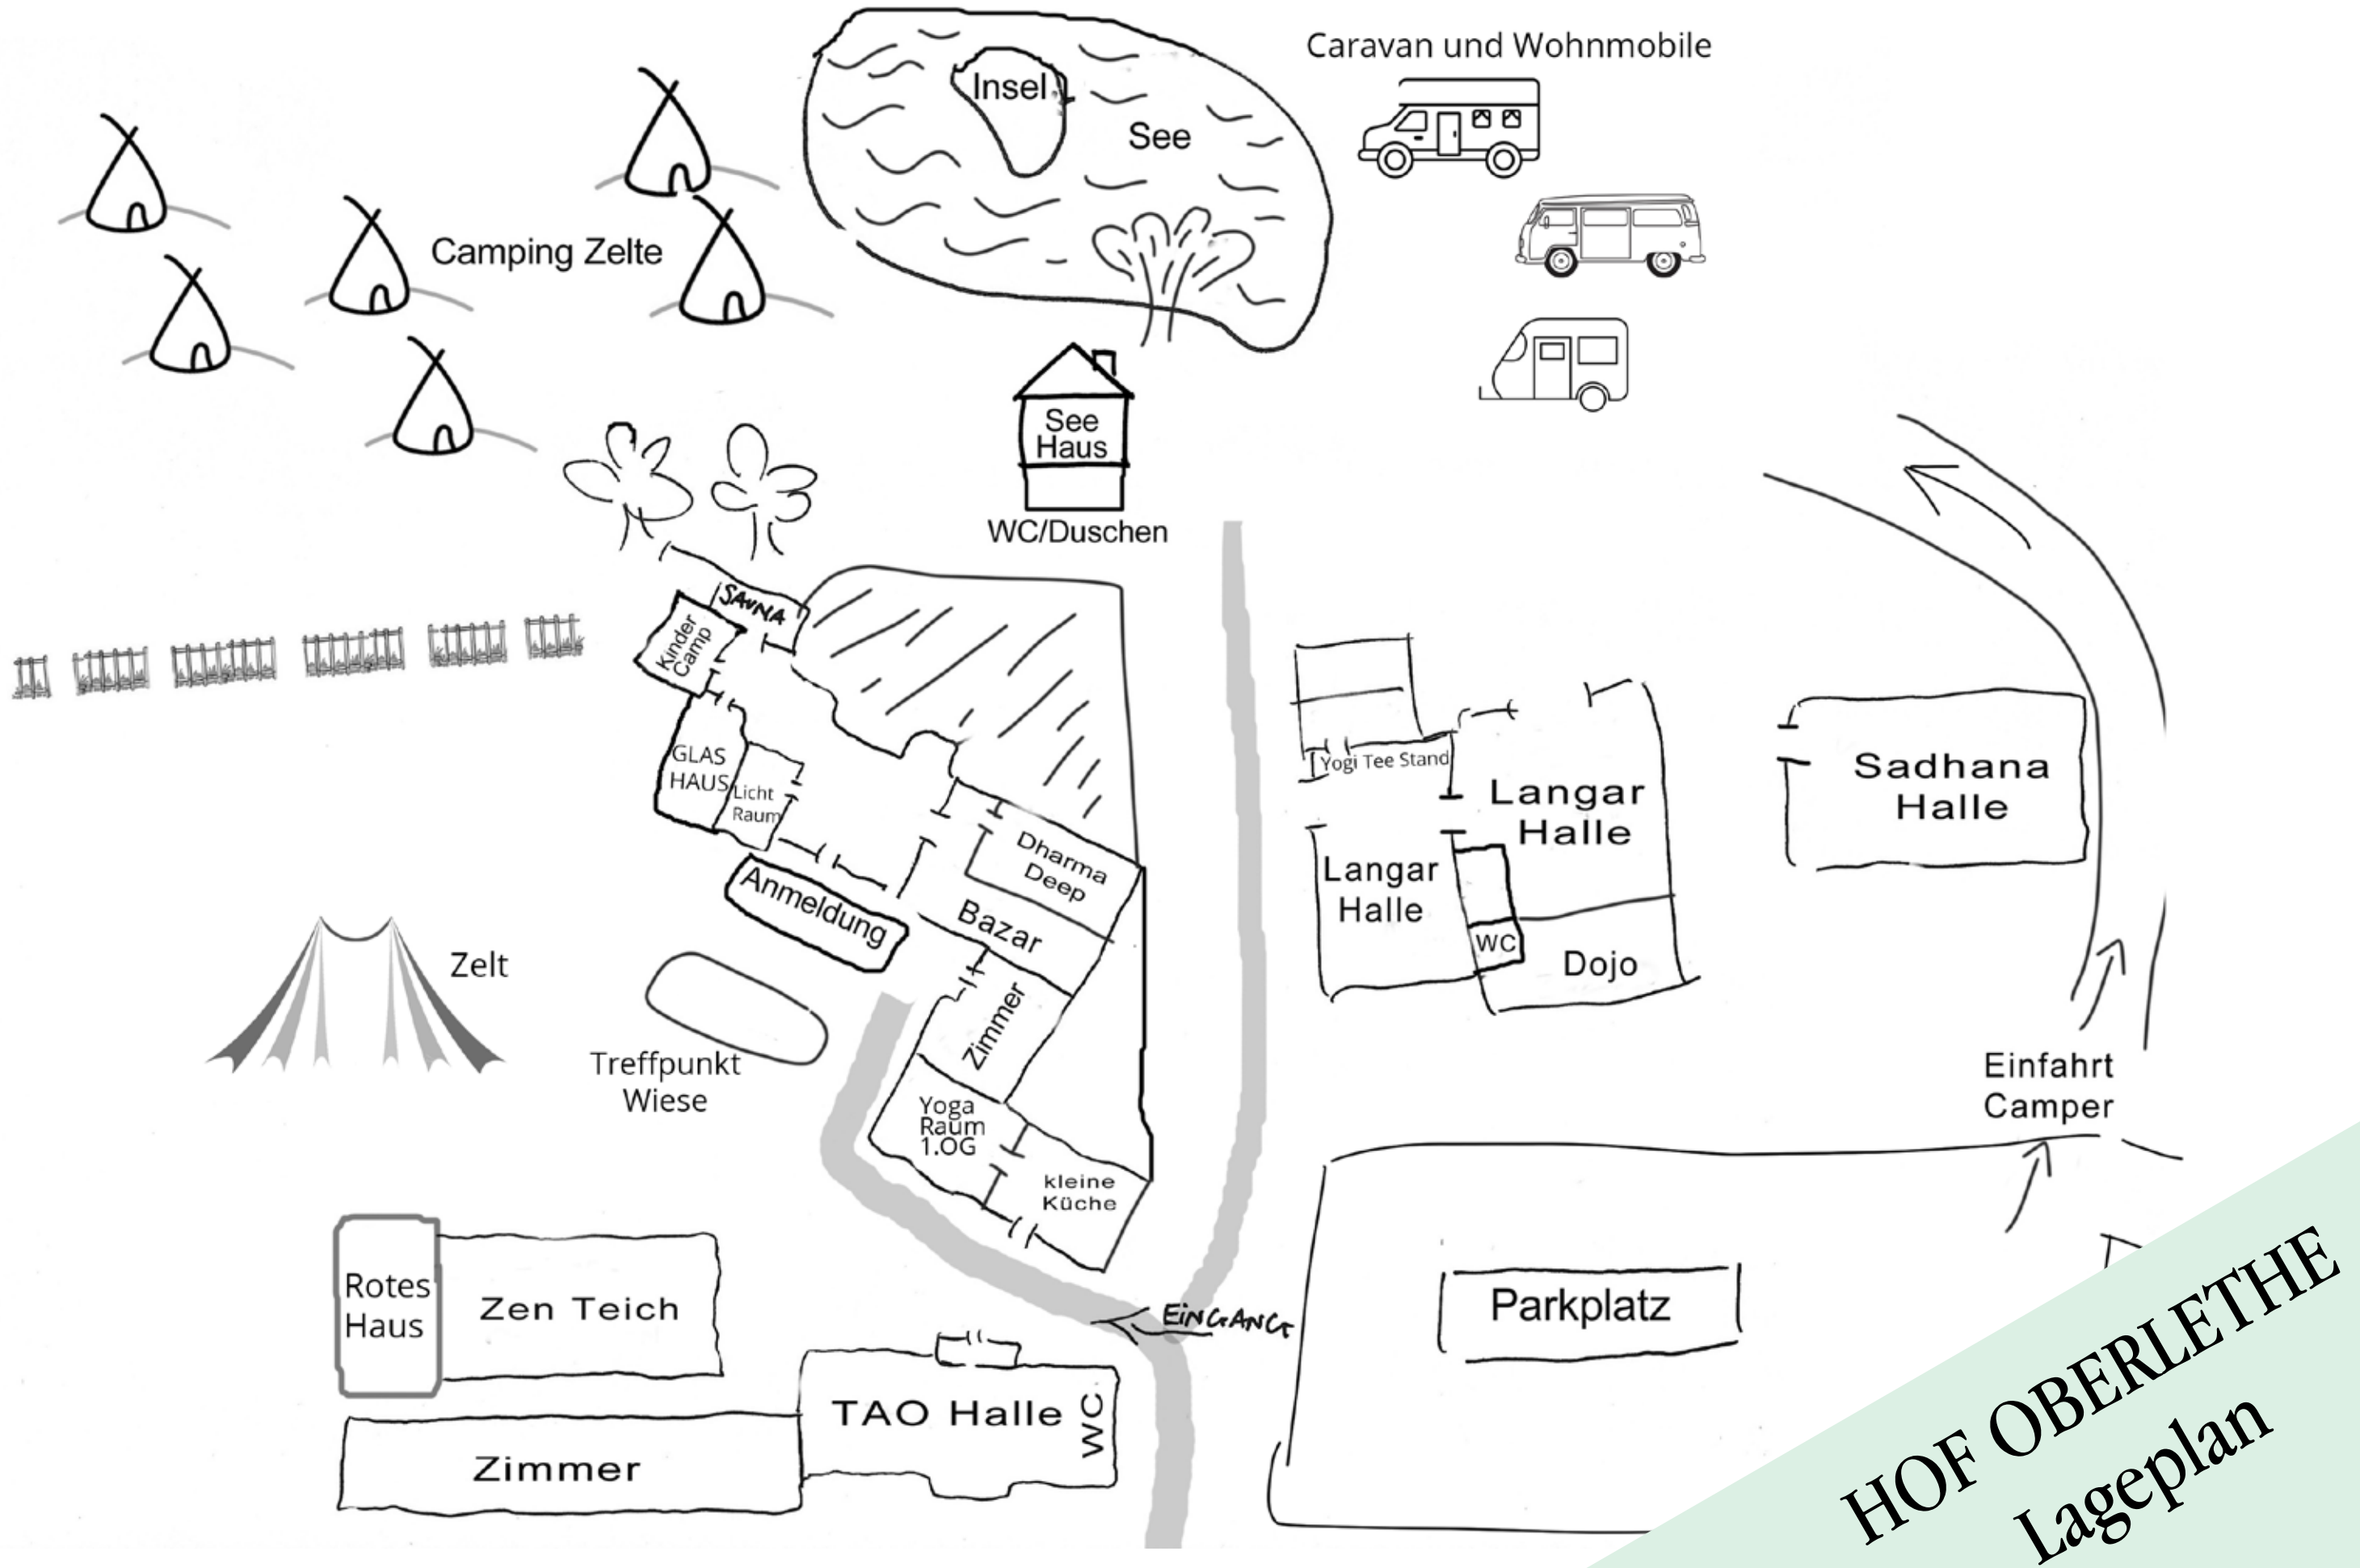 Caravan und Wohnmobile
Insel
See
Camping Zelte
See
Haus
WC/Duschen
SAUNA
Kinder
Camp
GLAS
HAUS
Licht
Raum
Yogi Tee Stand
Langar
Halle
Sadhana
Halle
Dharma
Deep
Langar
Halle
Anmeldung
Bazar
WC
Dojo
Zelt
Zimmer
Treffpunkt
Wiese
Einfahrt
Camper
Yoga
Raum
1.OG
kleine
Küche
Rotes
Haus
Zen Teich
EINGANG
Parkplatz
TAO Halle
WC
Zimmer
HOF OBERLETHE
Lageplan